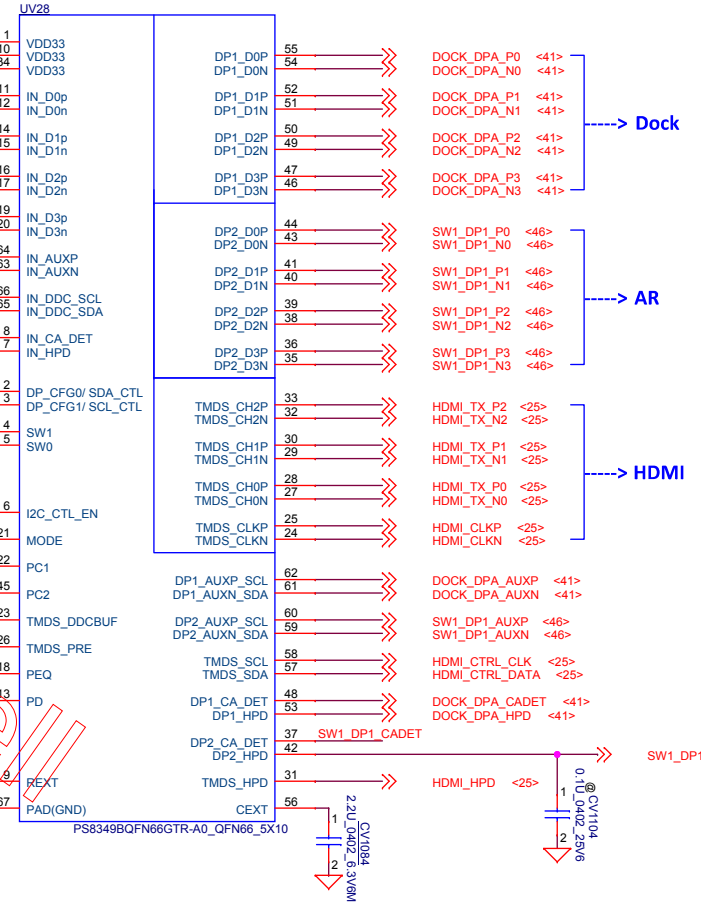 UV28
1 VDD33
10 VDD33
34 VDD33
11 IN_D0p
12 IN_D0n
14 IN_D1p
15 IN_D1n
16 IN_D2p
17 IN_D2n
19 IN_D3p
20 IN_D3n
64 IN_AUXP
63 IN_AUXN
66 IN_DDC_SCL
65 IN_DDC_SDA
8 IN_CA_DET
7 IN_HPD
2 DP_CFG0/ SDA_CTL
3 DP_CFG1/ SCL_CTL
4 SW1
5 SW0
6 I2C_CTL_EN
21 MODE
22 PC1
45 PC2
23 TMDS_DDCBUF
26 TMDS_PRE
18 PEQ
13 PD
9 REXT
67 PAD(GND)
DP1_D0P 55 DOCK_DPA_P0 <41>
DP1_D0N 54 DOCK_DPA_N0 <41>
DP1_D1P 52 DOCK_DPA_P1 <41>
DP1_D1N 51 DOCK_DPA_N1 <41>
DP1_D2P 50 DOCK_DPA_P2 <41>
DP1_D2N 49 DOCK_DPA_N2 <41>
DP1_D3P 47 DOCK_DPA_P3 <41>
DP1_D3N 46 DOCK_DPA_N3 <41>
-----> Dock
DP2_D0P 44 SW1_DP1_P0 <46>
DP2_D0N 43 SW1_DP1_N0 <46>
DP2_D1P 41 SW1_DP1_P1 <46>
DP2_D1N 40 SW1_DP1_N1 <46>
DP2_D2P 39 SW1_DP1_P2 <46>
DP2_D2N 38 SW1_DP1_N2 <46>
DP2_D3P 36 SW1_DP1_P3 <46>
DP2_D3N 35 SW1_DP1_N3 <46>
-----> AR
TMDS_CH2P 33 HDMI_TX_P2 <25>
TMDS_CH2N 32 HDMI_TX_N2 <25>
TMDS_CH1P 30 HDMI_TX_P1 <25>
TMDS_CH1N 29 HDMI_TX_N1 <25>
TMDS_CH0P 28 HDMI_TX_P0 <25>
TMDS_CH0N 27 HDMI_TX_N0 <25>
TMDS_CLKP 25 HDMI_CLKP <25>
TMDS_CLKN 24 HDMI_CLKN <25>
-----> HDMI
DP1_AUXP_SCL 62 DOCK_DPA_AUXP <41>
DP1_AUXN_SDA 61 DOCK_DPA_AUXN <41>
DP2_AUXP_SCL 60 SW1_DP1_AUXP <46>
DP2_AUXN_SDA 59 SW1_DP1_AUXN <46>
TMDS_SCL 58 HDMI_CTRL_CLK <25>
TMDS_SDA 57 HDMI_CTRL_DATA <25>
DP1_CA_DET 48 DOCK_DPA_CADET <41>
DP1_HPD 53 DOCK_DPA_HPD <41>
DP2_CA_DET 37 SW1_DP1_CADET
DP2_HPD 42 SW1_DP1
TMDS_HPD 31 HDMI_HPD <25>
CEXT 56
PS8349BQFN66GTR-A0_QFN66_5X10
1
2
CV1084
2.2U_0402_6.3V6M
1
2
@ CV1104
0.1U_0402_25V6